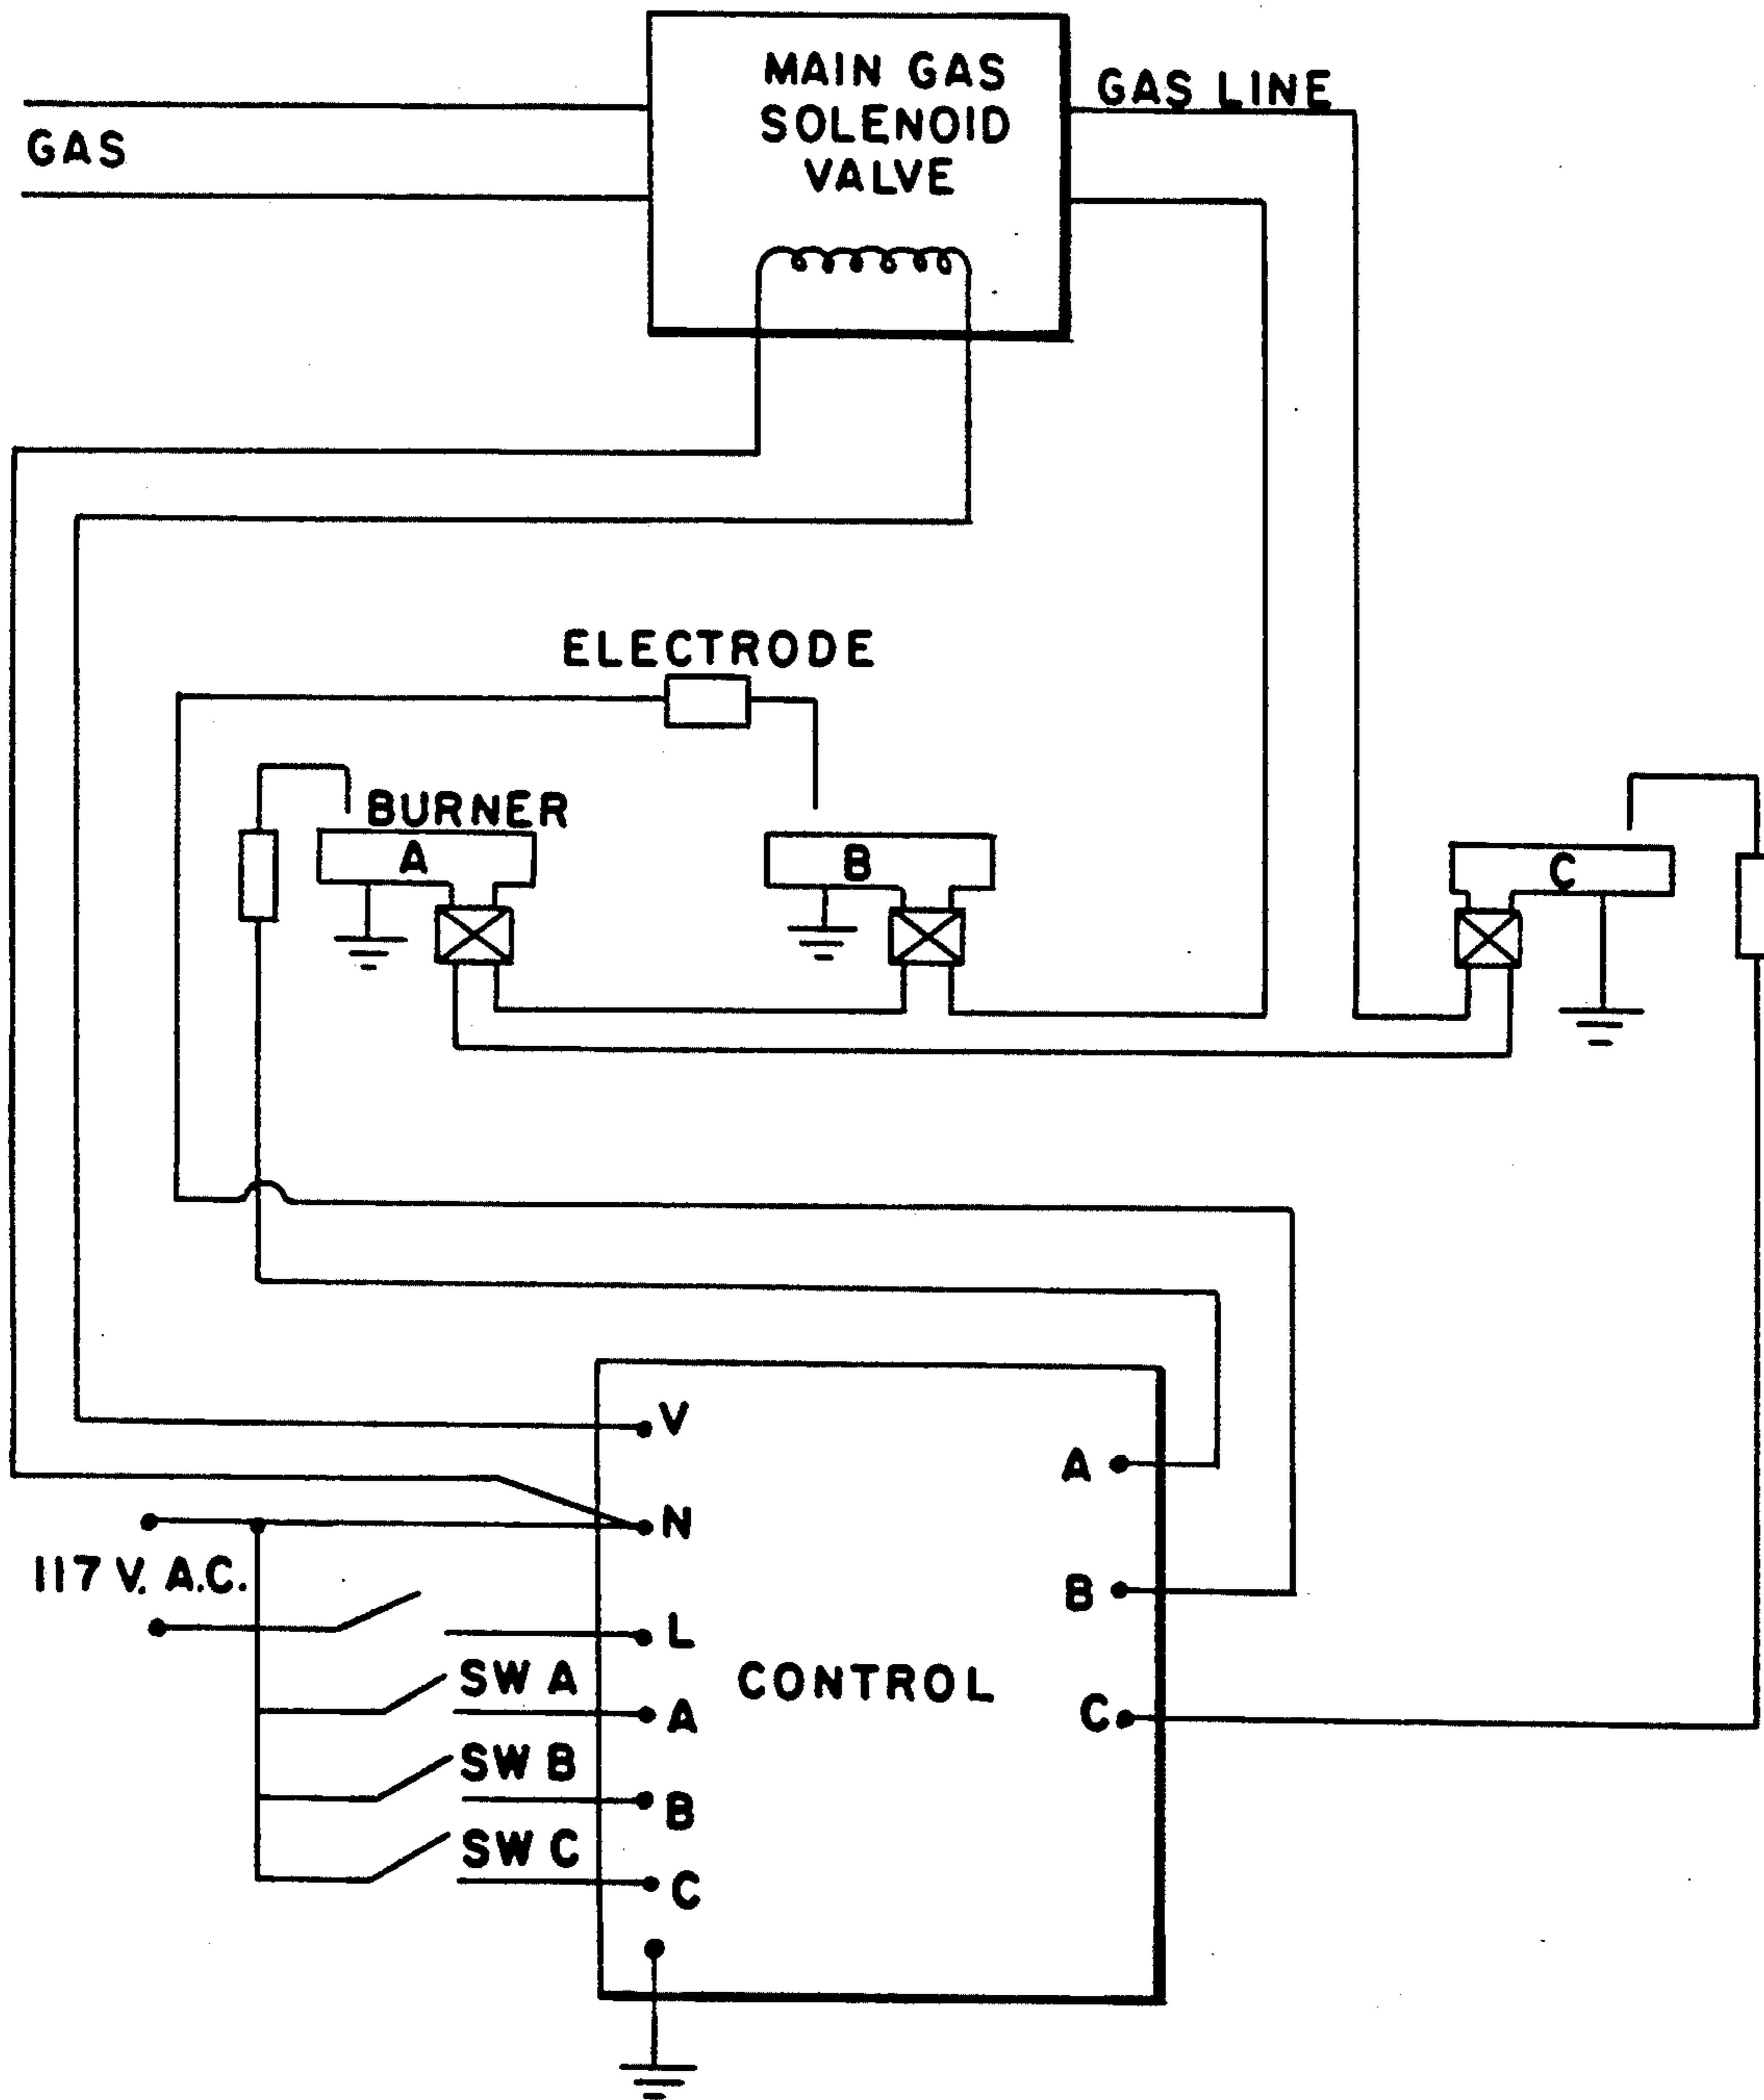 MAIN GAS
SOLENOID
VALVE
GAS LINE
GAS
ELECTRODE
BURNER
A
B
C
V
A
N
117 V. A.C.
B
L
SW A
A
CONTROL
C
SW B
B
SW C
C